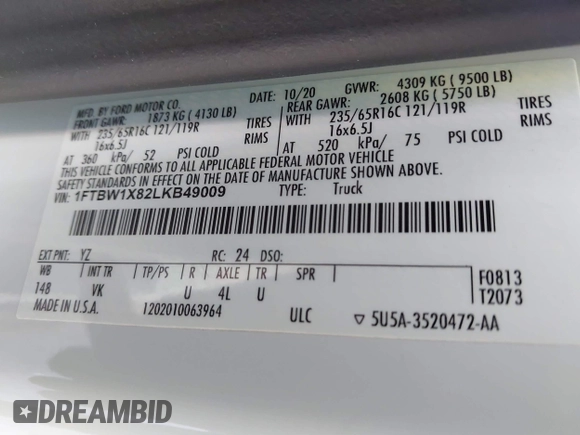 MFD. BY FORD MOTOR CO.
DATE: 10/20 GVWR: 4309 KG ( 9500 LB)
FRONT GAWR: 1873 KG ( 4130 LB)
REAR GAWR: 2608 KG ( 5750 LB)
WITH 235/65R16C 121/119R TIRES
WITH 235/65R16C 121/119R TIRES
16x6.5J RIMS
16x6.5J RIMS
AT 360 kPa/ 52 PSI COLD
AT 520 kPa/ 75 PSI COLD
THIS VEHICLE CONFORMS TO ALL APPLICABLE FEDERAL MOTOR VEHICLE
SAFETY STANDARDS IN EFFECT ON THE DATE OF MANUFACTURE SHOWN ABOVE.
VIN: 1FTBW1X82LKB49009 TYPE: Truck
EXT PNT: YZ RC: 24 DSO:
WB INT TR TP/PS R AXLE TR SPR
F0813
148 VK U 4L U
T2073
MADE IN U.S.A. 1202010063964 ULC ▽ 5U5A-3520472-AA
DREAMBID